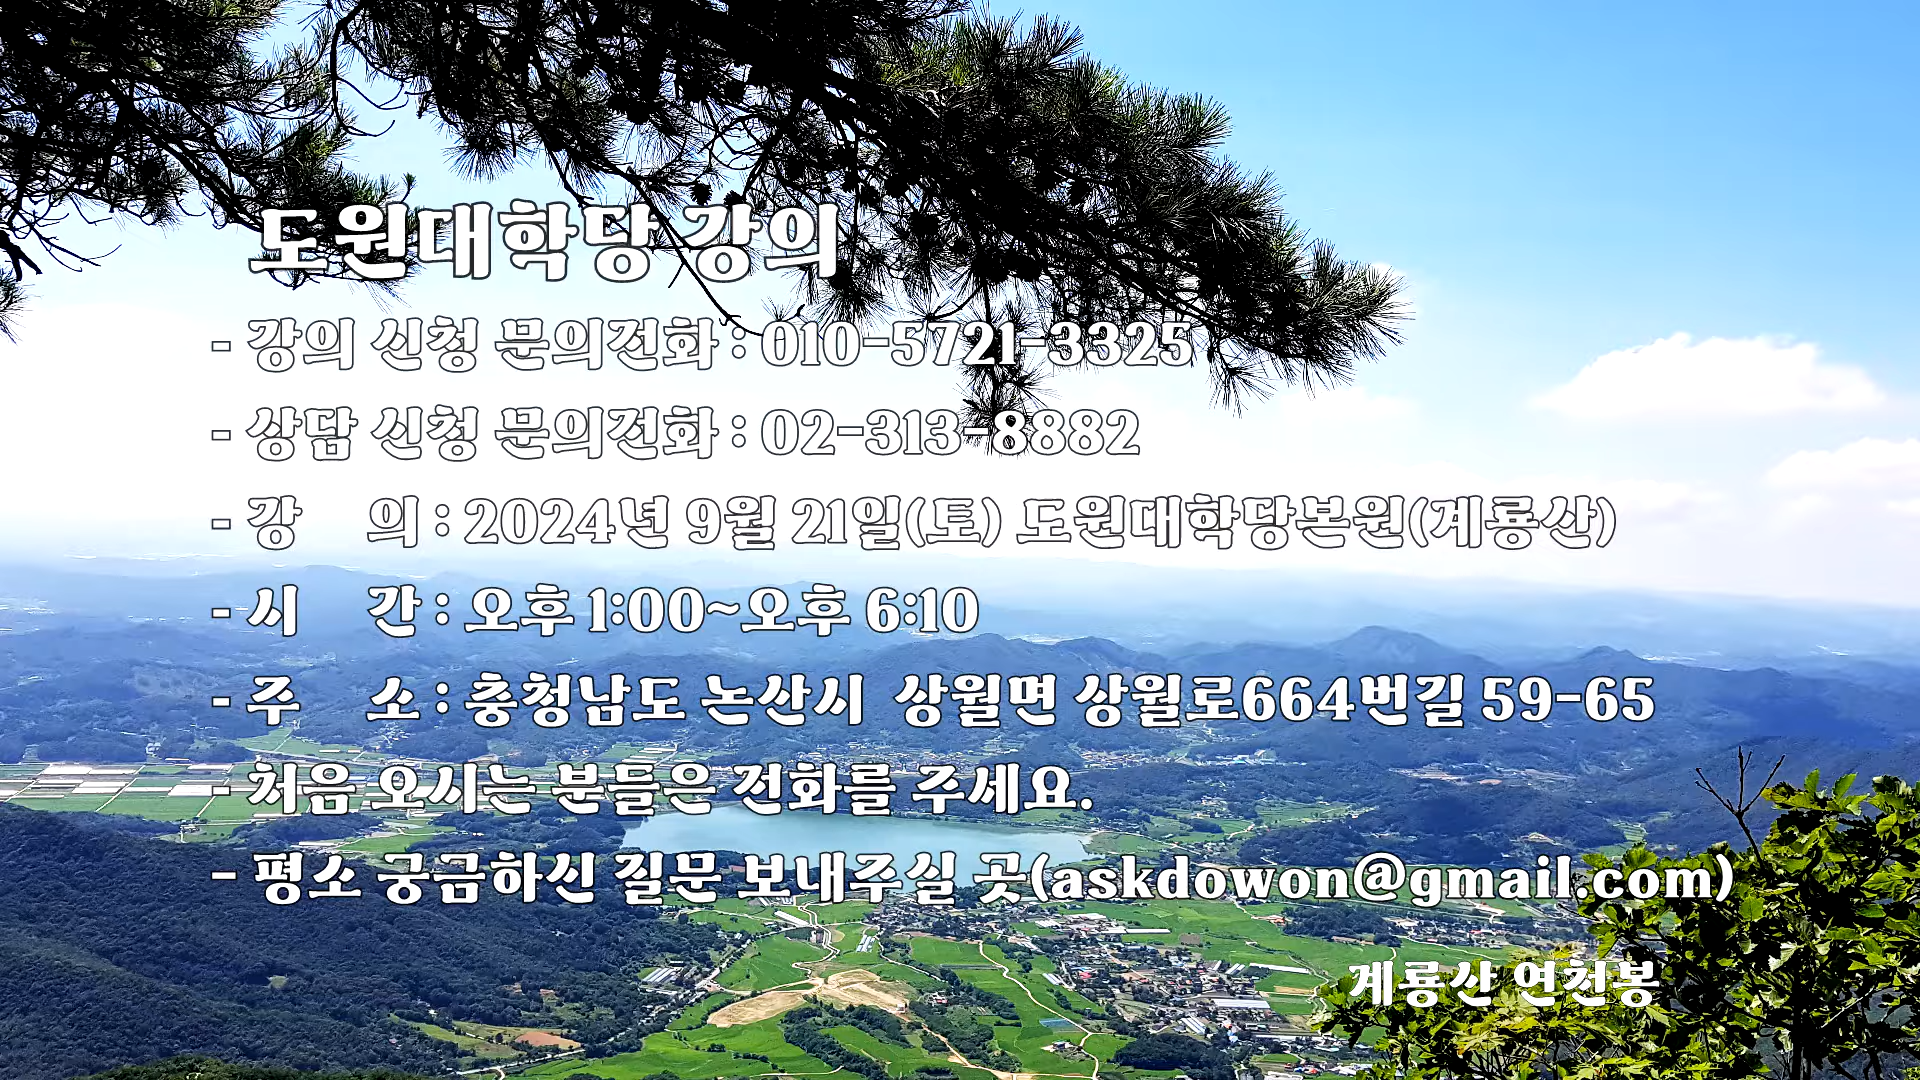 도원대학당 강의
- 강의 신청 문의전화 : 010-5721-3325
- 상담 신청 문의전화 : 02-313-8882
- 강 의 : 2024년 9월 21일(토) 도원대학당본원(계룡산)
- 시 간 : 오후 1:00~오후 6:10
- 주 소 : 충청남도 논산시 상월면 상월로664번길 59-65
- 처음 오시는 분들은 전화를 주세요.
- 평소 궁금하신 질문 보내주실 곳(askdowon@gmail.com)
계룡산 연천봉